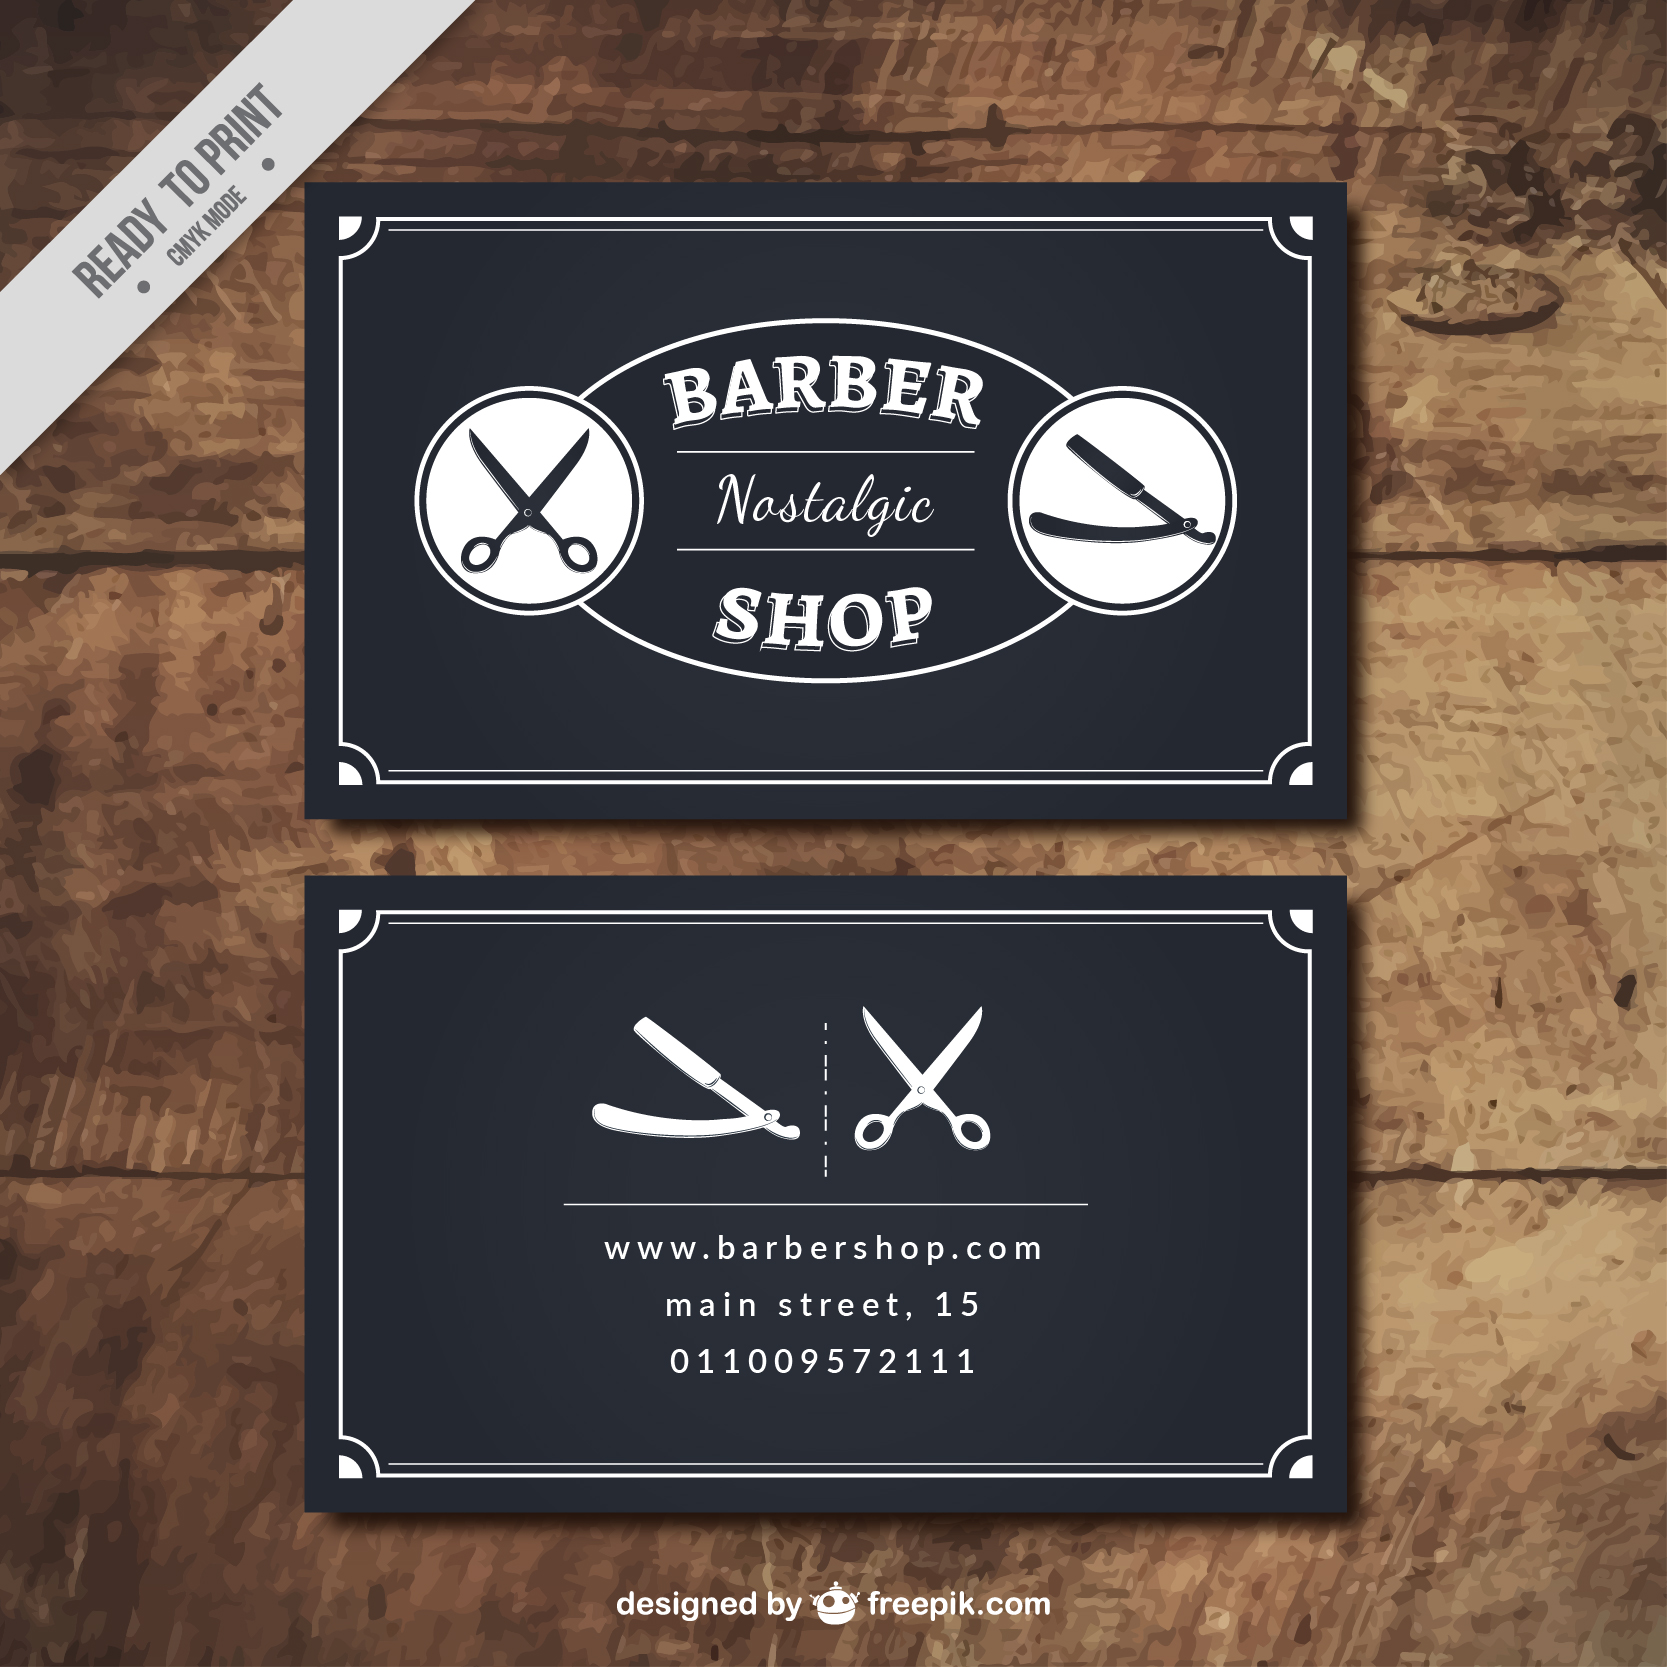 READY TO PRINT
• CMYK MODE •
BARBER
Nostalgic
SHOP
www.barbershop.com
main street, 15
011009572111
designed by freepik.com